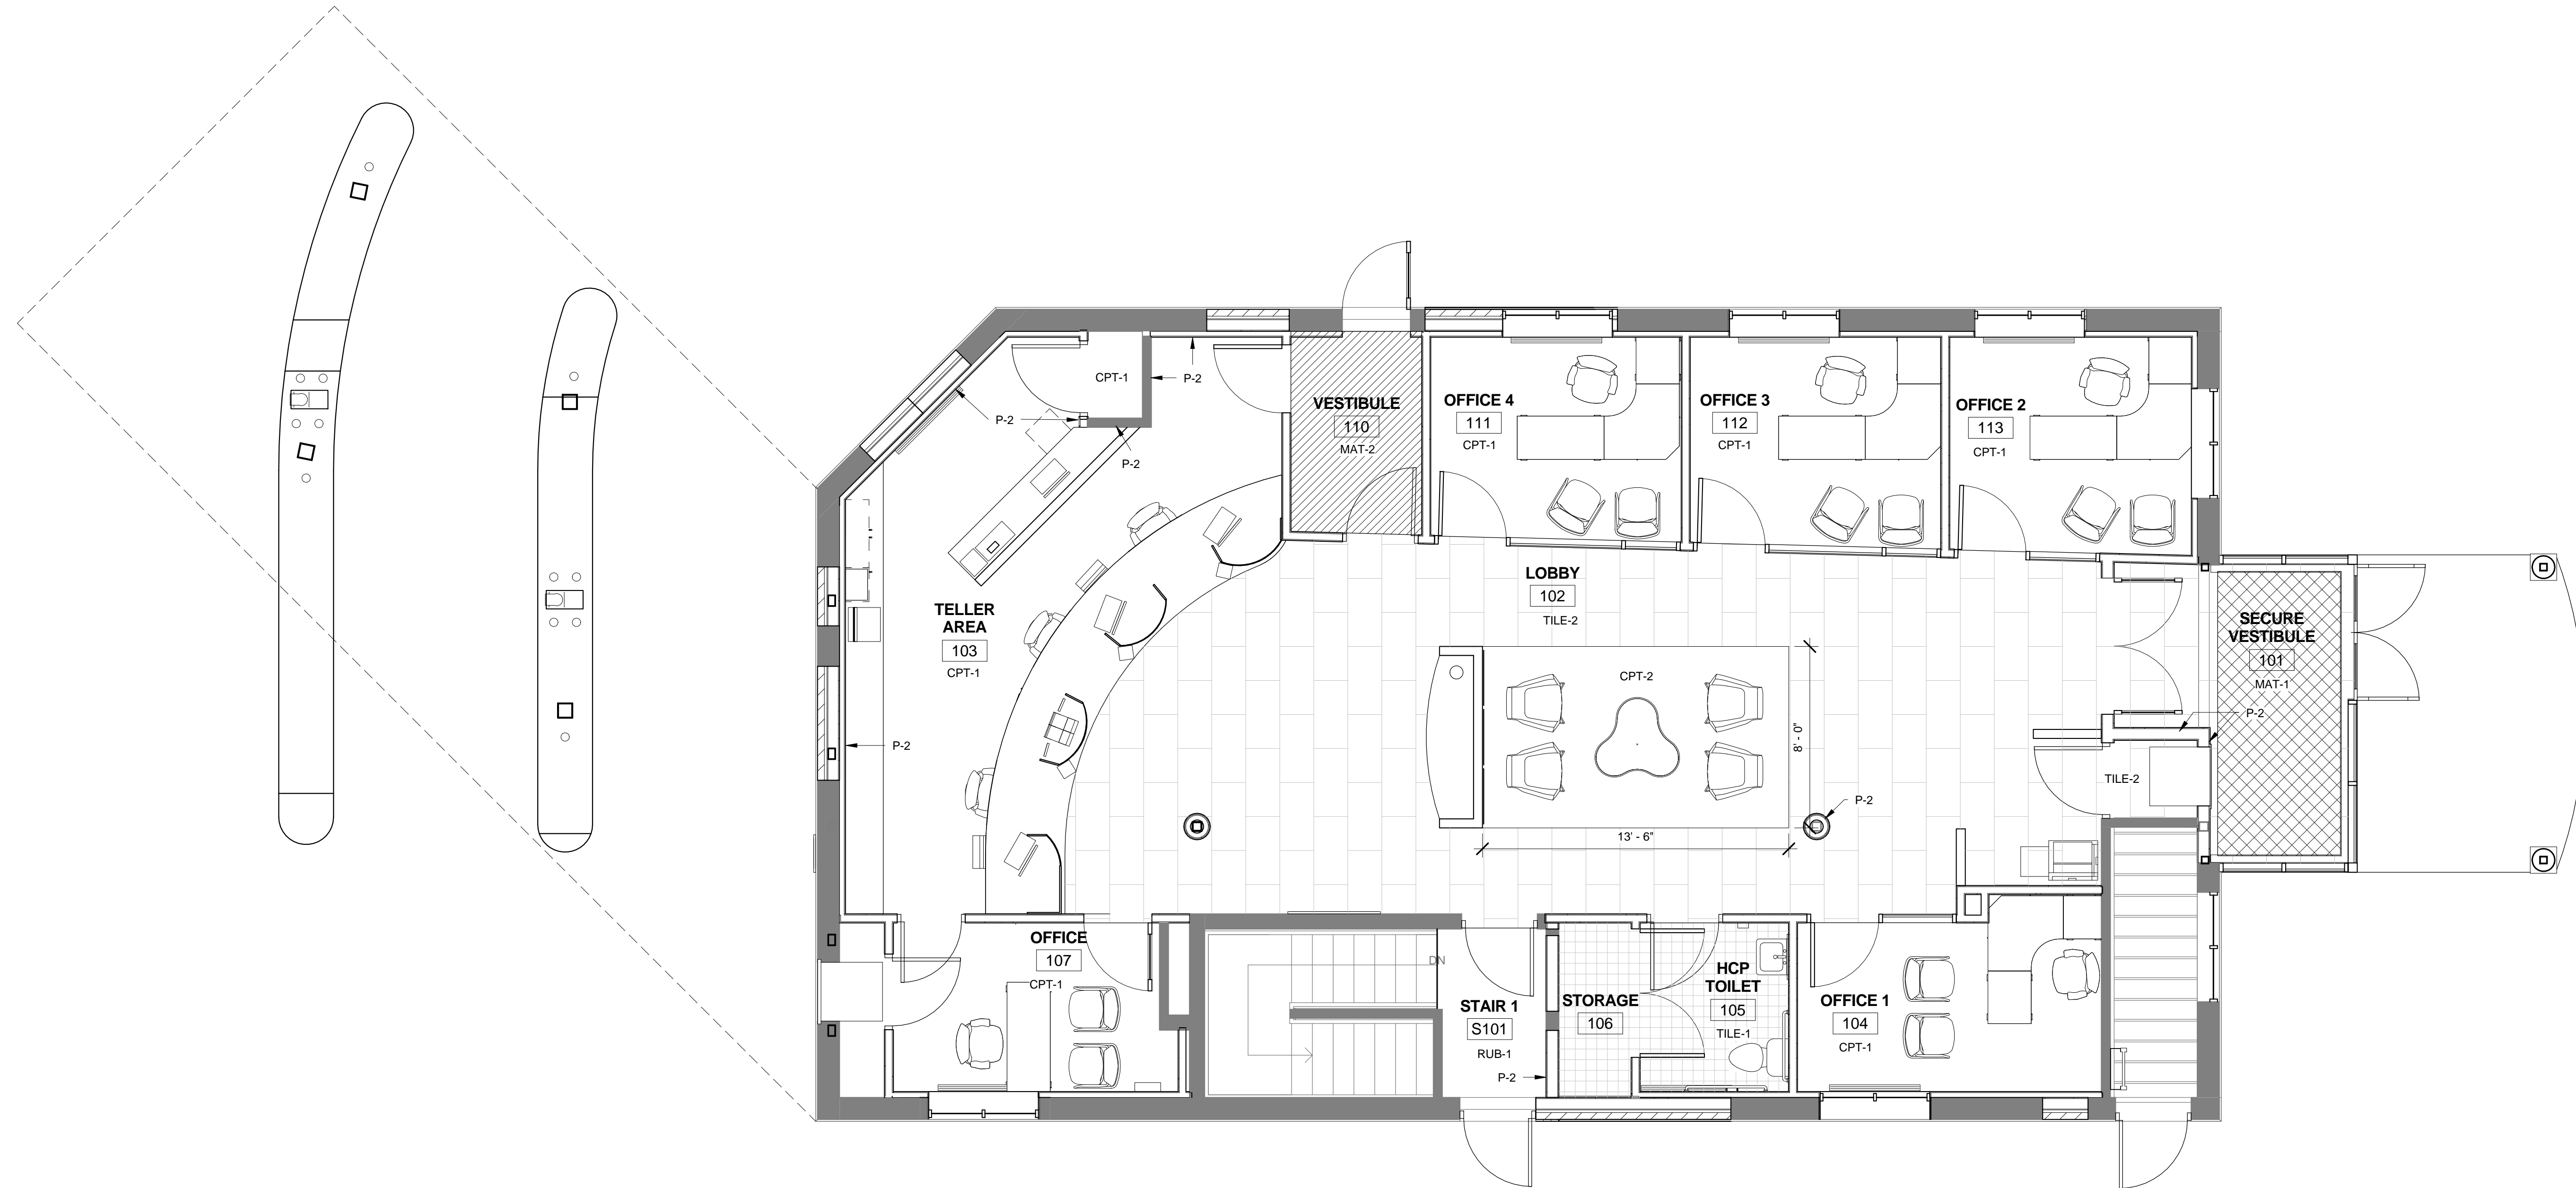 CPT-1
P-2
P-2
P-2
VESTIBULE
110
MAT-2
OFFICE 4
111
CPT-1
OFFICE 3
112
CPT-1
OFFICE 2
113
CPT-1
TELLER
AREA
103
CPT-1
P-2
LOBBY
102
TILE-2
CPT-2
8' - 0"
13' - 6"
P-2
SECURE
VESTIBULE
101
MAT-1
P-2
TILE-2
OFFICE
107
CPT-1
DN
STAIR 1
S101
RUB-1
P-2
STORAGE
106
HCP
TOILET
105
TILE-1
OFFICE 1
104
CPT-1